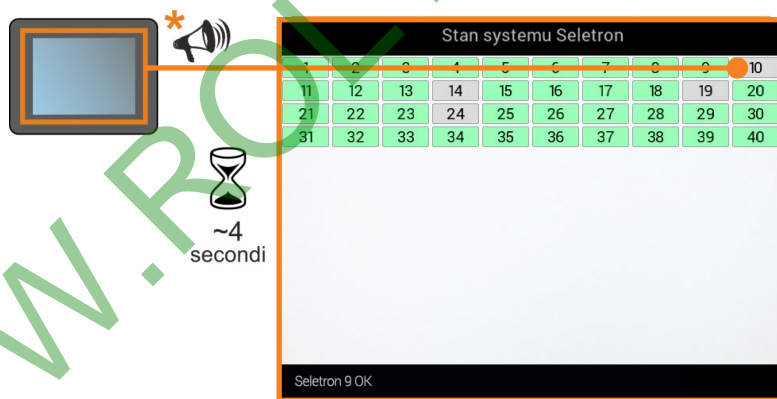 *
Stan systemu Seletron
1 2 3 4 5 6 7 8 9 10
11 12 13 14 15 16 17 18 19 20
21 22 23 24 25 26 27 28 29 30
31 32 33 34 35 36 37 38 39 40
~4
secondi
Seletron 9 OK
W.ROL